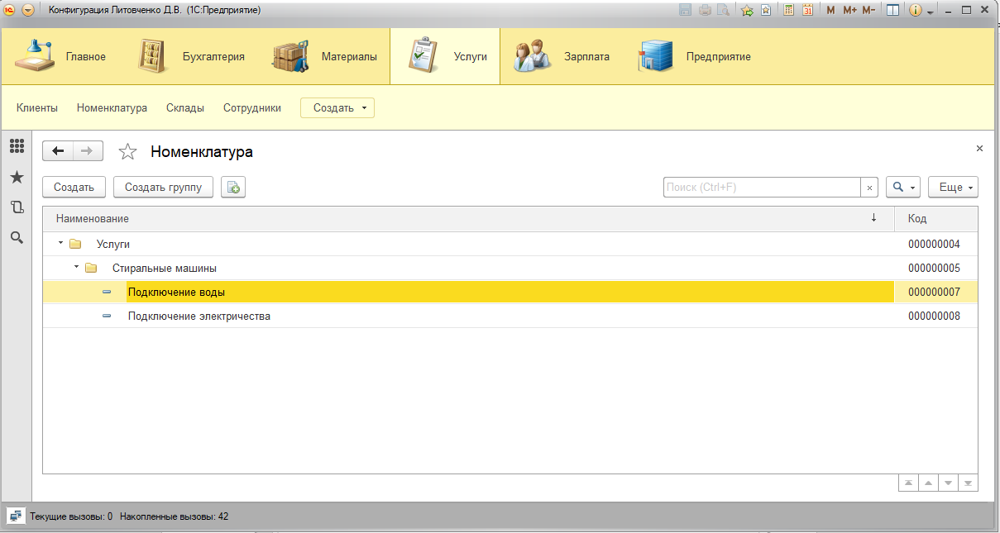 Конфигурация Литовченко Д.В. (1С:Предприятие)
31 M M+ M-
Главное Бухгалтерия Материалы Услуги Зарплата Предприятие
Клиенты Номенклатура Склады Сотрудники Создать
Номенклатура
Создать Создать группу Поиск (Ctrl+F) Еще
Наименование Код
Услуги 000000004
Стиральные машины 000000005
Подключение воды 000000007
Подключение электричества 000000008
Текущие вызовы: 0 Накопленные вызовы: 42